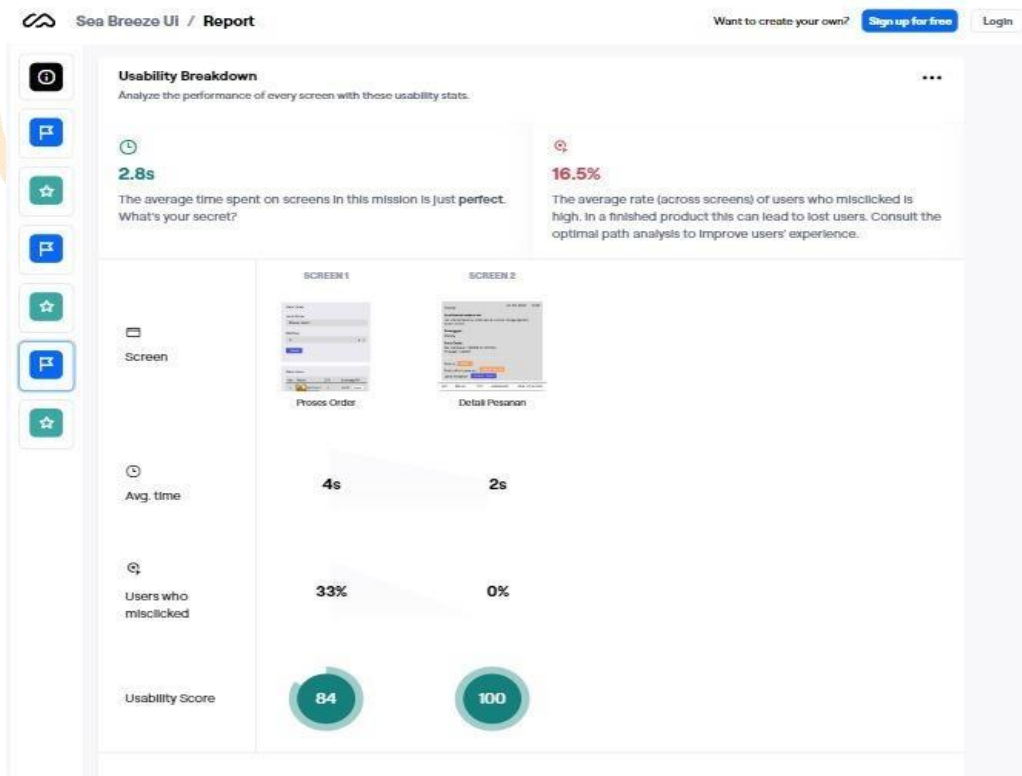 Sea Breeze UI / Report
Want to create your own?
Sign up for free
Login
Usability Breakdown
Analyze the performance of every screen with these usability stats.
2.8s
The average time spent on screens in this mission is just perfect.
What's your secret?
16.5%
The average rate (across screens) of users who misclicked is
high. In a finished product this can lead to lost users. Consult the
optimal path analysis to improve users' experience.
SCREEN 1
SCREEN 2
Screen
Proses Order
Detail Pesanan
Avg. time
4s
2s
Users who
misclicked
33%
0%
Usability Score
84
100